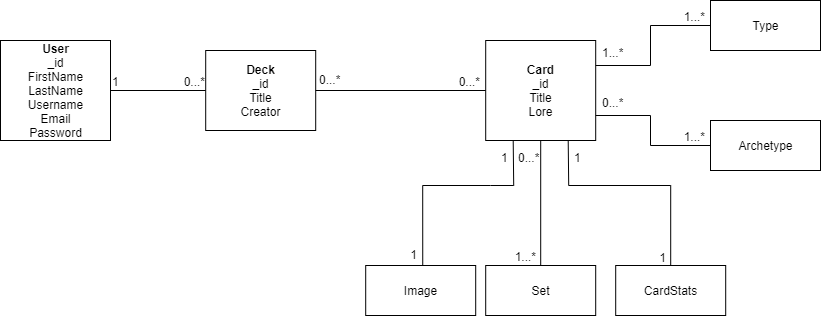 User
_id
FirstName
LastName
Username
Email
Password
1
0...*
Deck
_id
Title
Creator
0...*
0...*
Card
_id
Title
Lore
1...*
1...*
Type
0...*
1...*
Archetype
1
0...*
1
1
1...*
1
Image
Set
CardStats